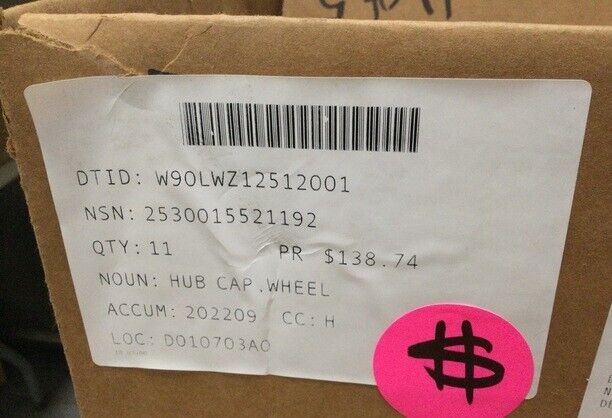 DTID: W90LWZ12512001
NSN: 2530015521192
QTY: 11 PR $138.74
NOUN: HUB CAP,WHEEL
ACCUM: 202209 CC: H
LOC: D010703A0
$